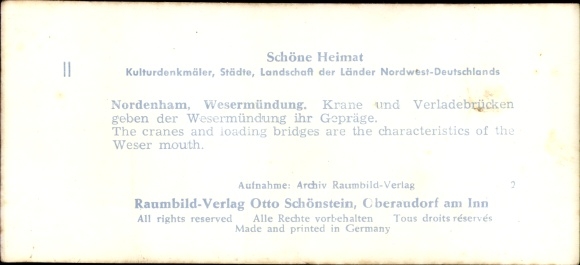 Schöne Heimat
II
Kulturdenkmäler, Städte, Landschaft der Länder Nordwest-Deutschlands
Nordenham, Wesermündung. Krane und Verladebrücken
geben der Wesermündung ihr Gepräge.
The cranes and loading bridges are the characteristics of the
Weser mouth.
Aufnahme: Archiv Raumbild-Verlag 2
Raumbild-Verlag Otto Schönstein, Oberaudorf am Inn
All rights reserved Alle Rechte vorbehalten Tous droits réservés
Made and printed in Germany